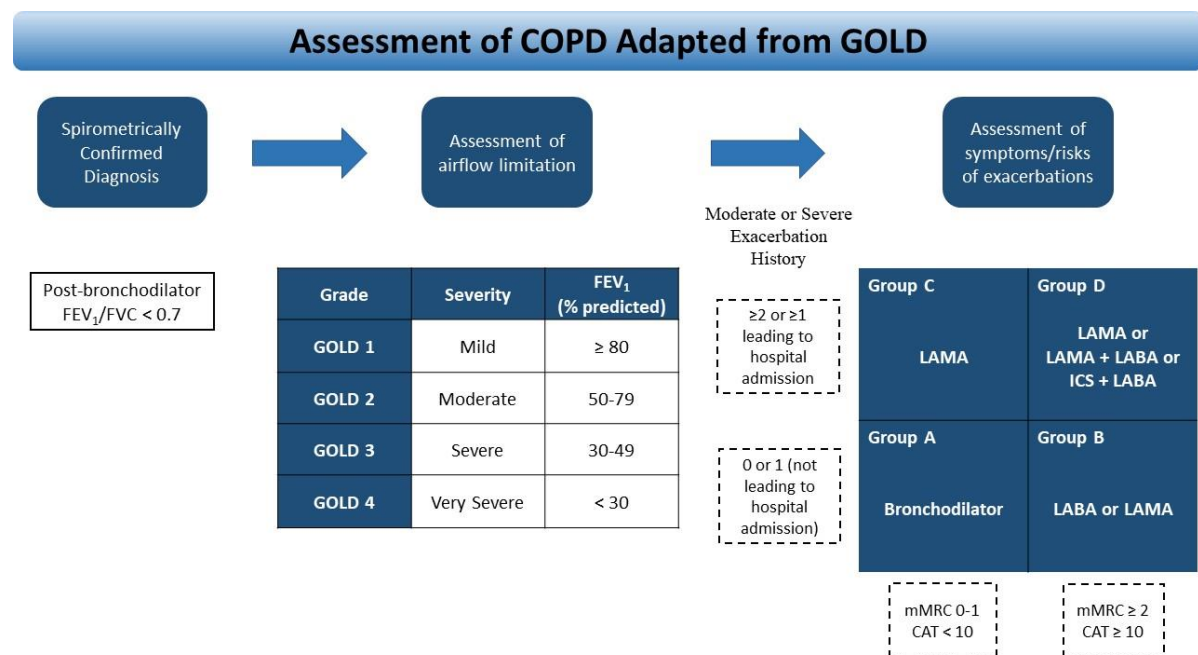 Assessment of COPD Adapted from GOLD
Spirometrically
Confirmed
Diagnosis
Assessment of
airflow limitation
Assessment of
symptoms/risks
of exacerbations
Moderate or Severe
Exacerbation
History
Post-bronchodilator
FEV₁/FVC < 0.7
Grade Severity FEV₁
(% predicted)
GOLD 1 Mild ≥ 80
GOLD 2 Moderate 50-79
GOLD 3 Severe 30-49
GOLD 4 Very Severe < 30
≥2 or ≥1
leading to
hospital
admission
0 or 1 (not
leading to
hospital
admission)
Group C
LAMA
Group D
LAMA or
LAMA + LABA or
ICS + LABA
Group A
Bronchodilator
Group B
LABA or LAMA
mMRC 0-1
CAT < 10
mMRC ≥ 2
CAT ≥ 10